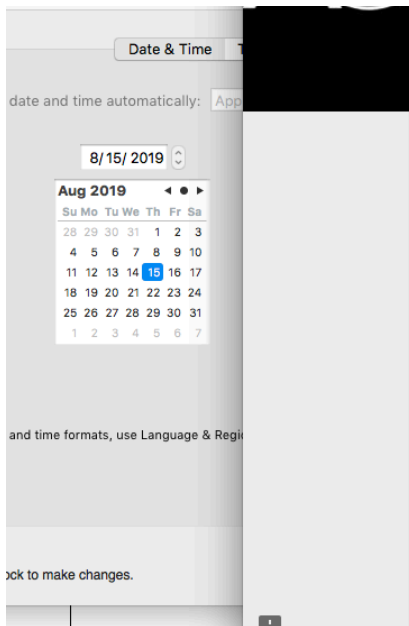 Date & Time
date and time automatically:
8/15/2019
Aug 2019
Su Mo Tu We Th Fr Sa
28 29 30 31 1 2 3
4 5 6 7 8 9 10
11 12 13 14 15 16 17
18 19 20 21 22 23 24
25 26 27 28 29 30 31
1 2 3 4 5 6 7
and time formats, use Language &
to make changes.